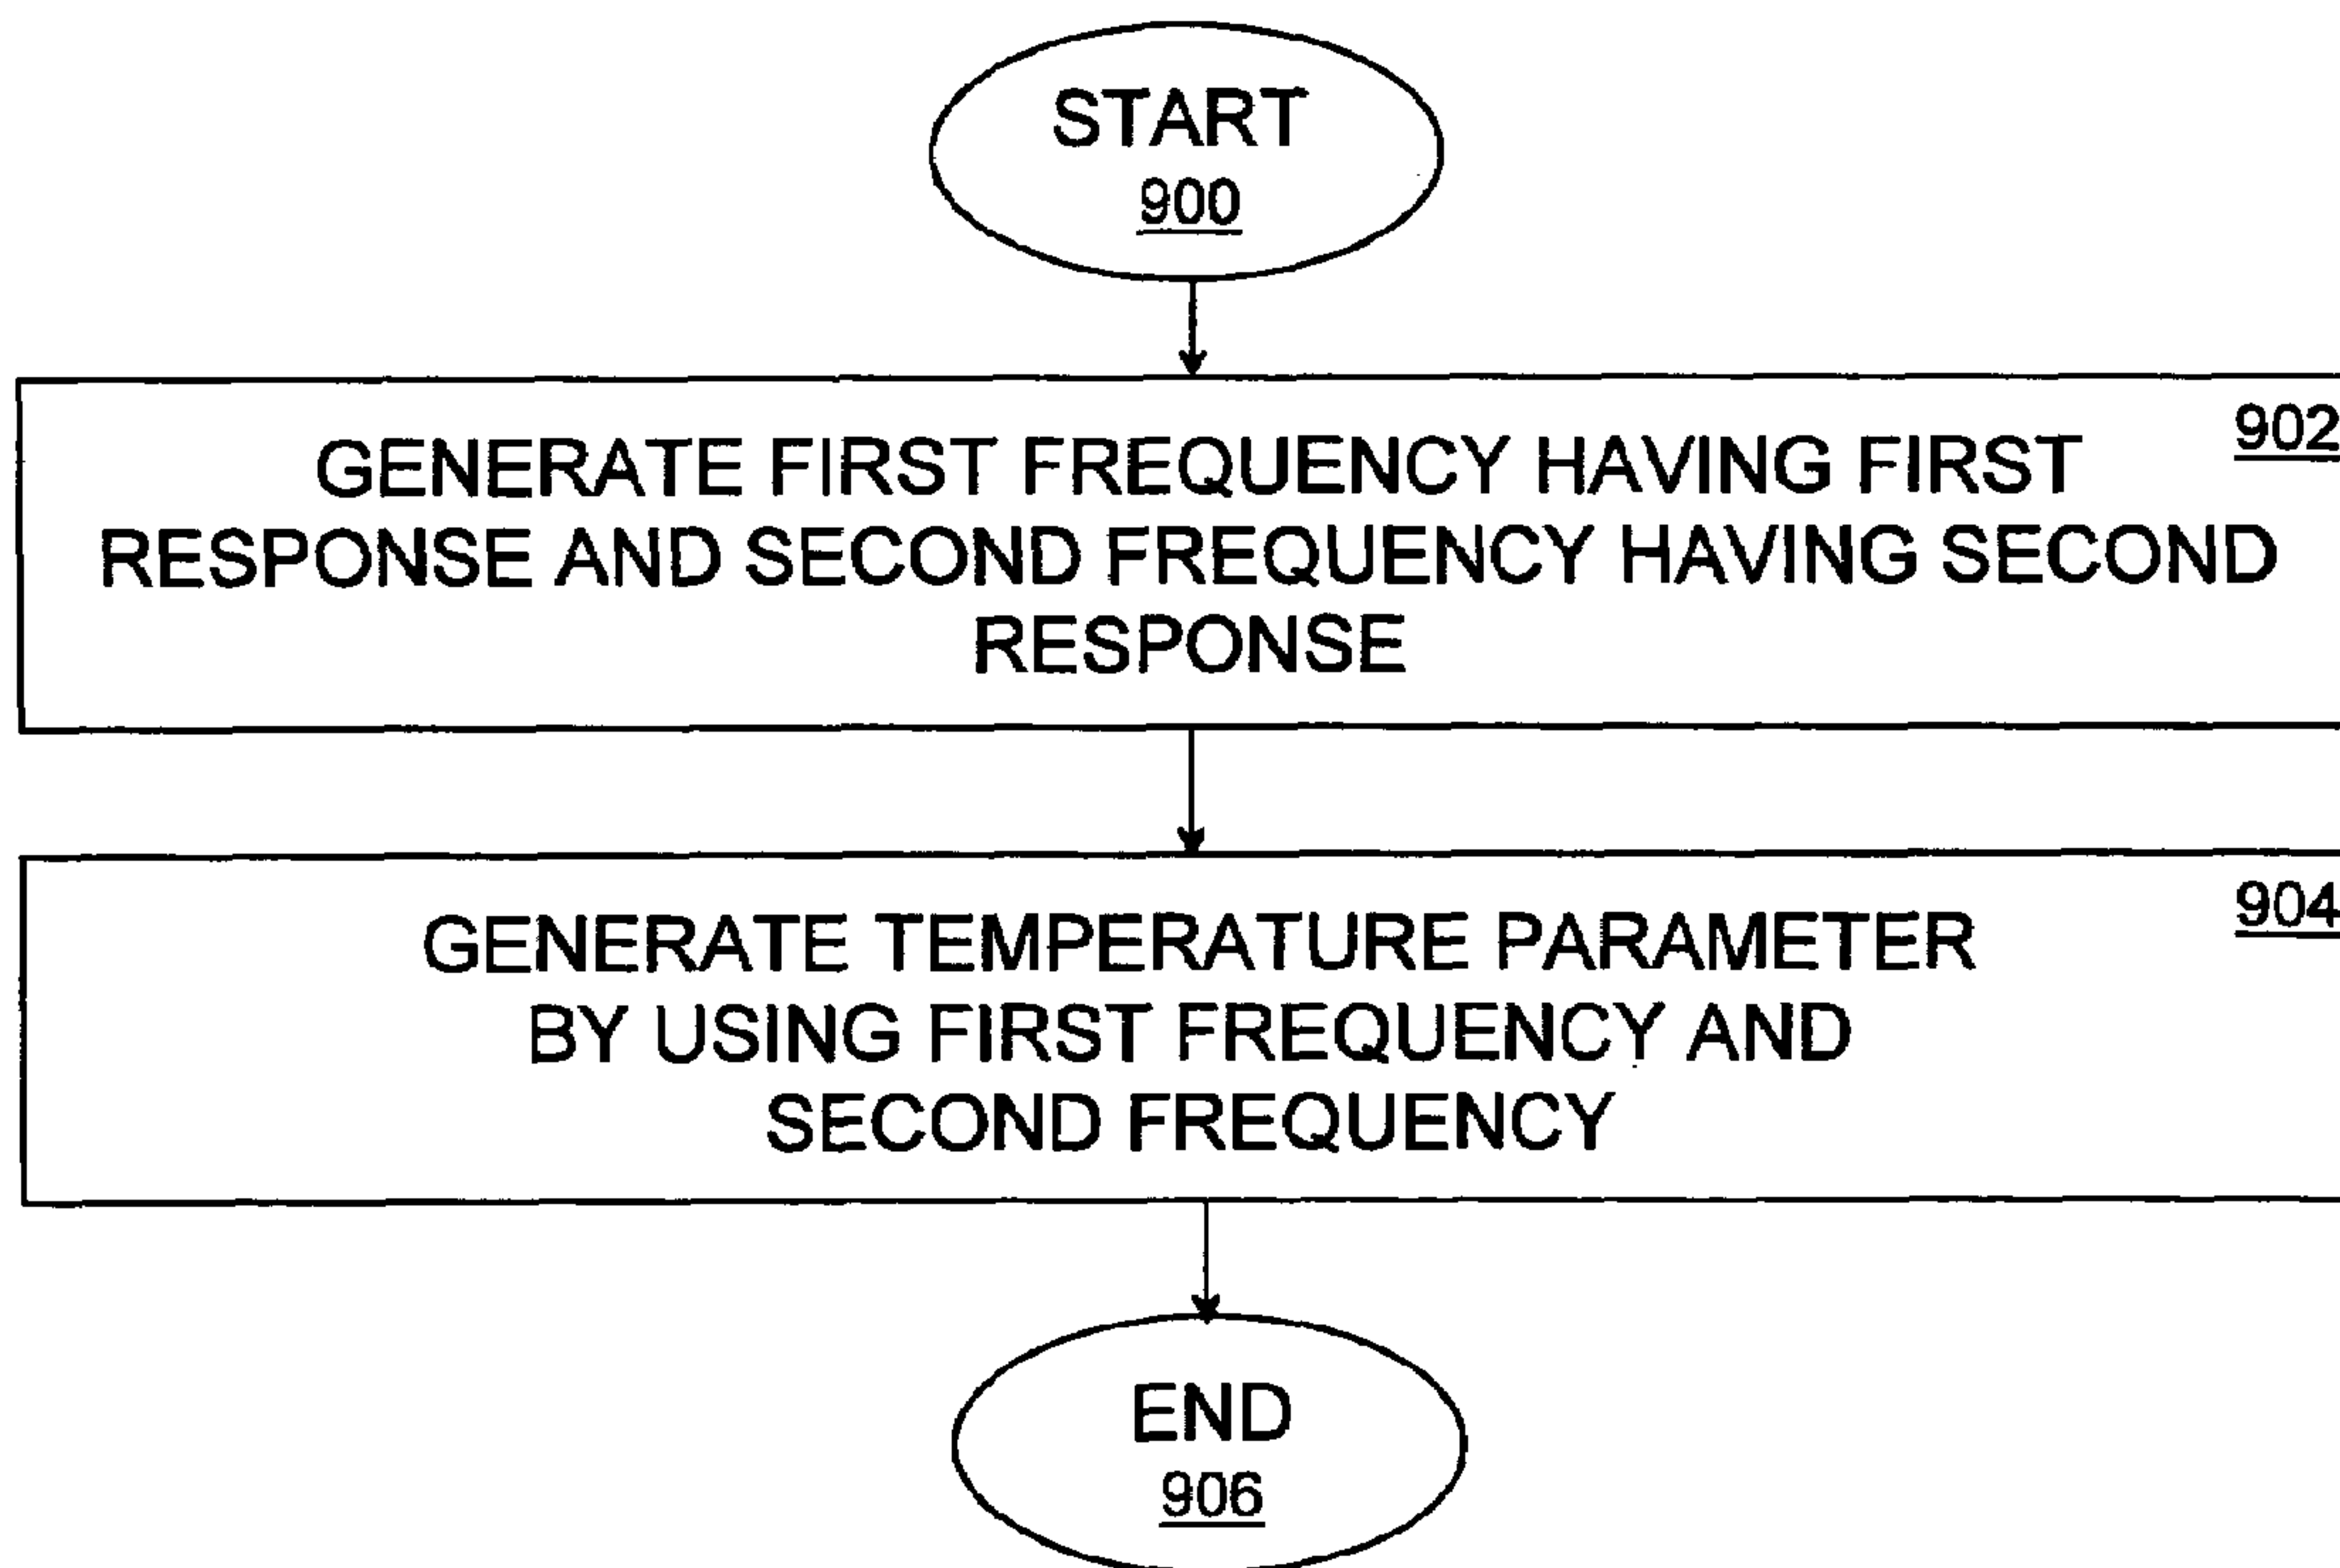 START
900
902
GENERATE FIRST FREQUENCY HAVING FIRST
RESPONSE AND SECOND FREQUENCY HAVING SECOND
RESPONSE
904
GENERATE TEMPERATURE PARAMETER
BY USING FIRST FREQUENCY AND
SECOND FREQUENCY
END
906